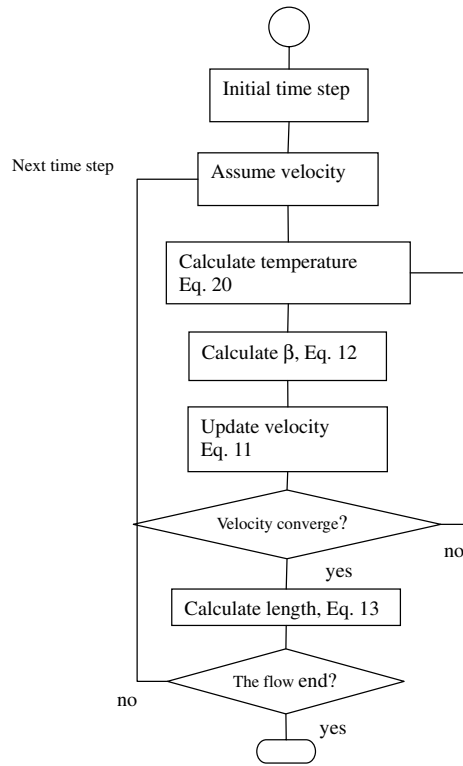 Initial time step
Next time step
Assume velocity
Calculate temperature
Eq. 20
Calculate β, Eq. 12
Update velocity
Eq. 11
Velocity converge?
no
yes
Calculate length, Eq. 13
The flow end?
no
yes